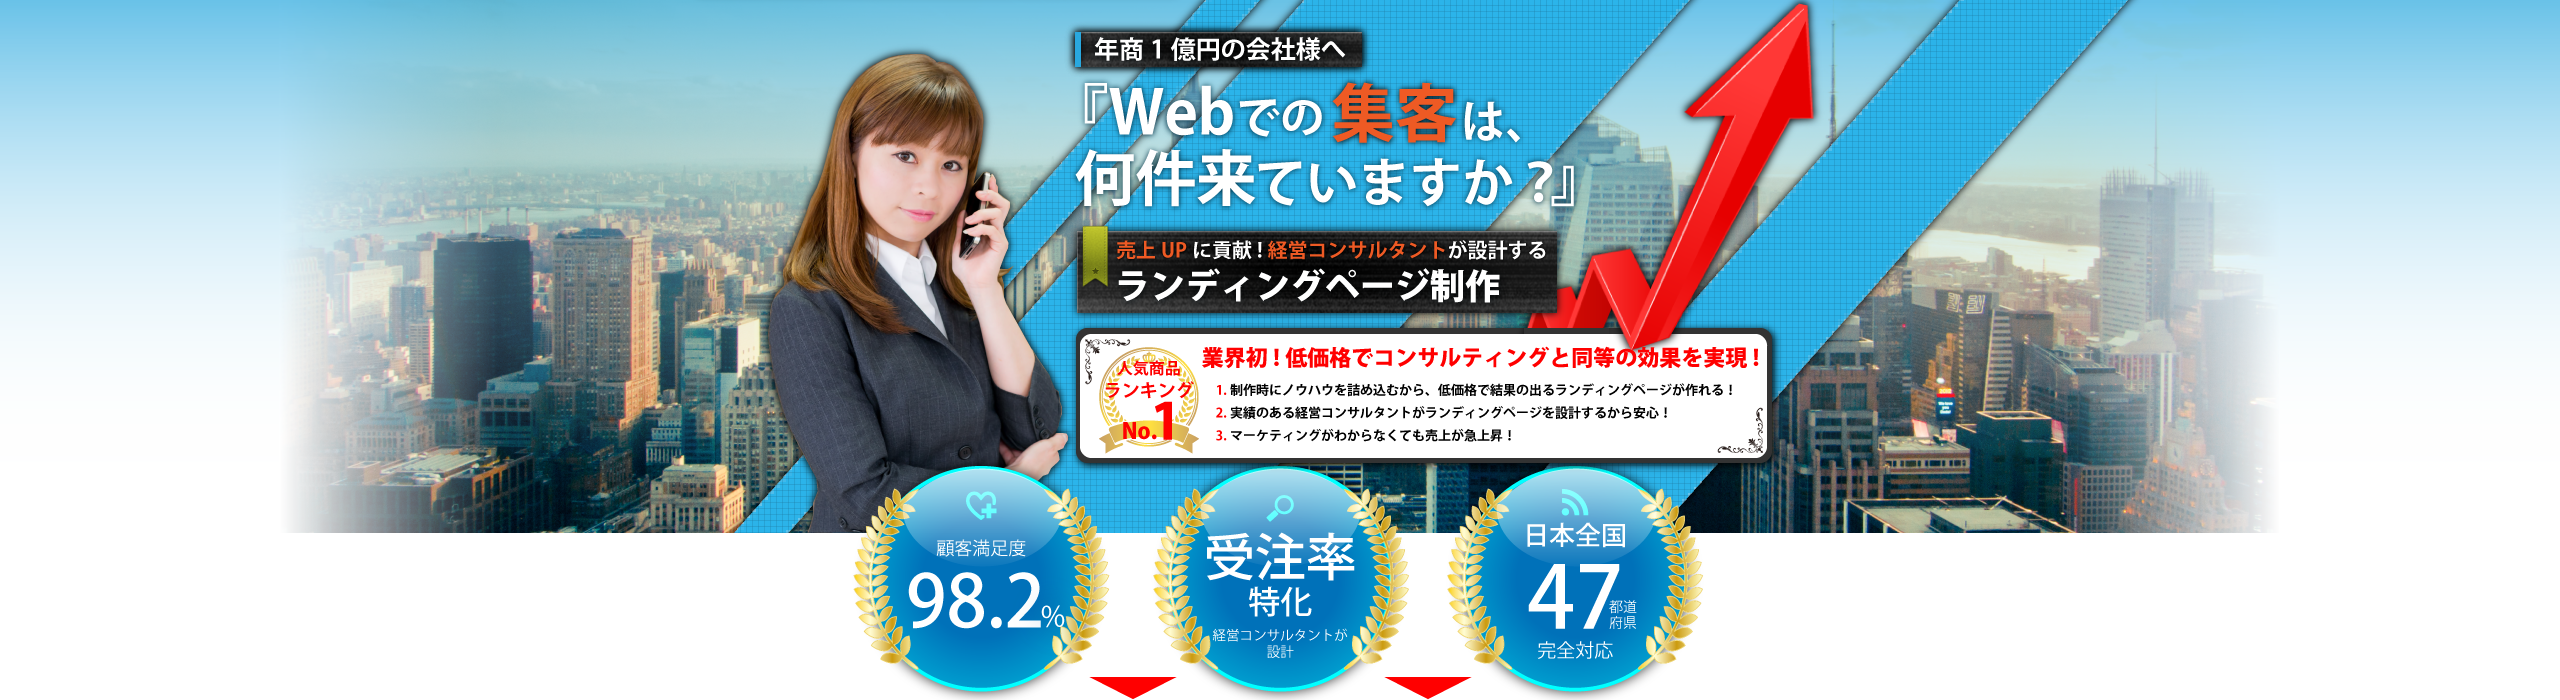 年商1億円の会社様へ
『Webでの集客は、
何件来ていますか?』
売上UPに貢献!経営コンサルタントが設計する
ランディングページ制作
人気商品
ランキング
No.1
業界初!低価格でコンサルティングと同等の効果を実現!
1. 制作時にノウハウを詰め込むから、低価格で結果の出るランディングページが作れる!
2. 実績のある経営コンサルタントがランディングページを設計するから安心!
3. マーケティングがわからなくても売上が急上昇!
顧客満足度
98.2%
受注率
特化
経営コンサルタントが
設計
日本全国
47都道府県
完全対応